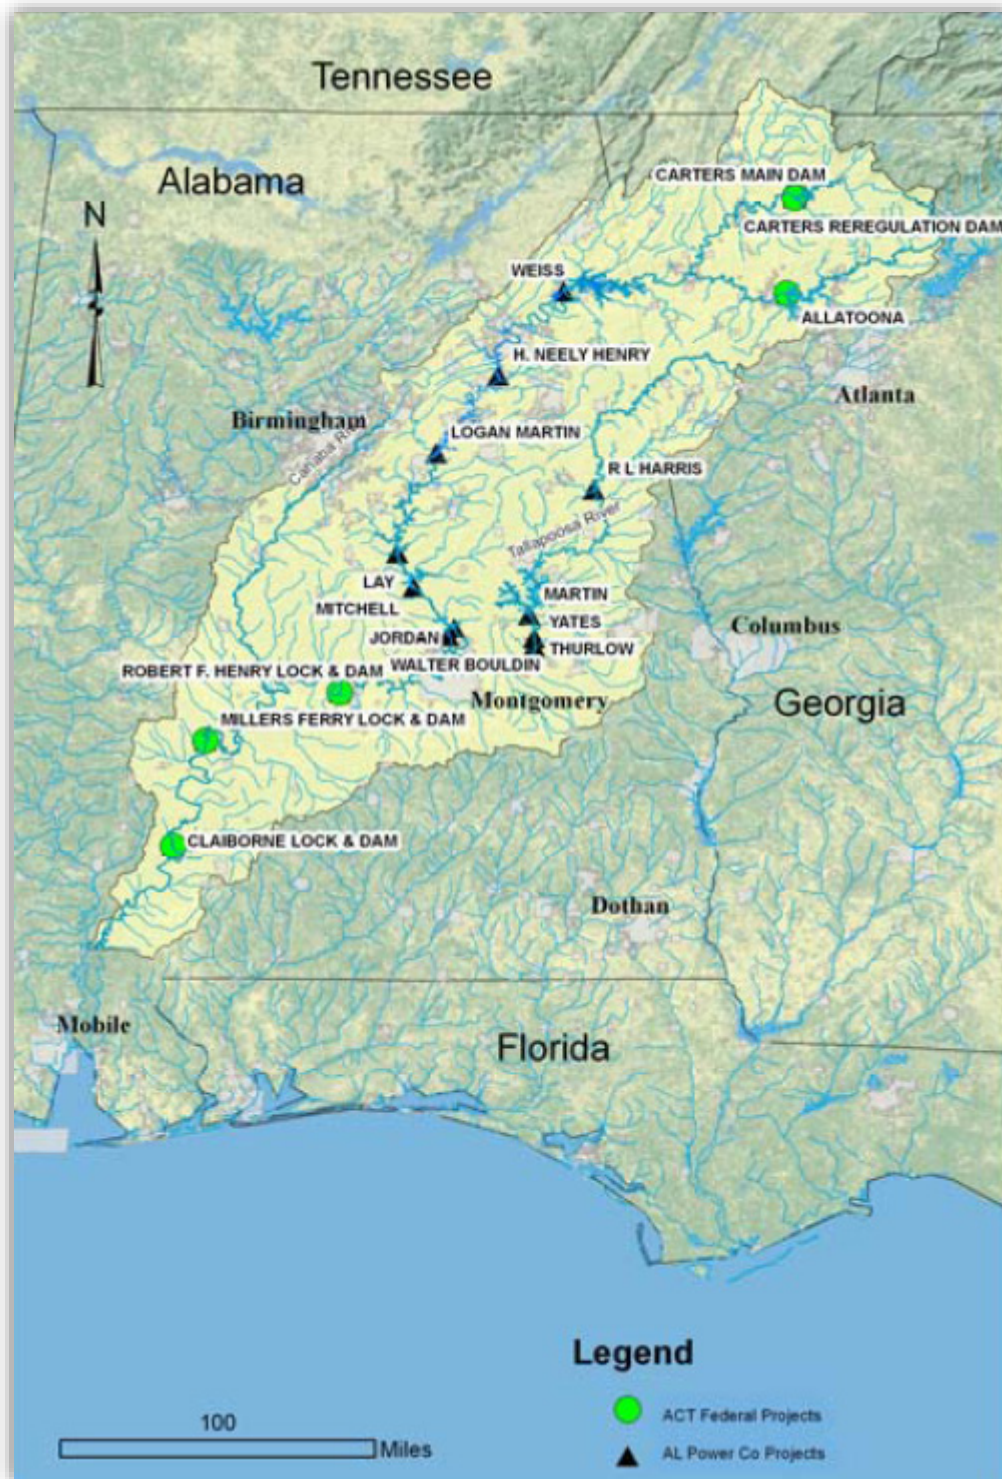 Tennessee
Alabama
N
CARTERS MAIN DAM
CARTERS REREGULATION DAM
WEISS
ALLATOONA
H. NEELY HENRY
Atlanta
Birmingham
Cahaba River
LOGAN MARTIN
R L HARRIS
Tallapoosa River
LAY
MARTIN
MITCHELL
YATES
JORDAN
THURLOW
Columbus
WALTER BOULDIN
ROBERT F. HENRY LOCK & DAM
Montgomery
Georgia
MILLERS FERRY LOCK & DAM
CLAIBORNE LOCK & DAM
Dothan
Mobile
Florida
Legend
ACT Federal Projects
AL Power Co Projects
100
Miles